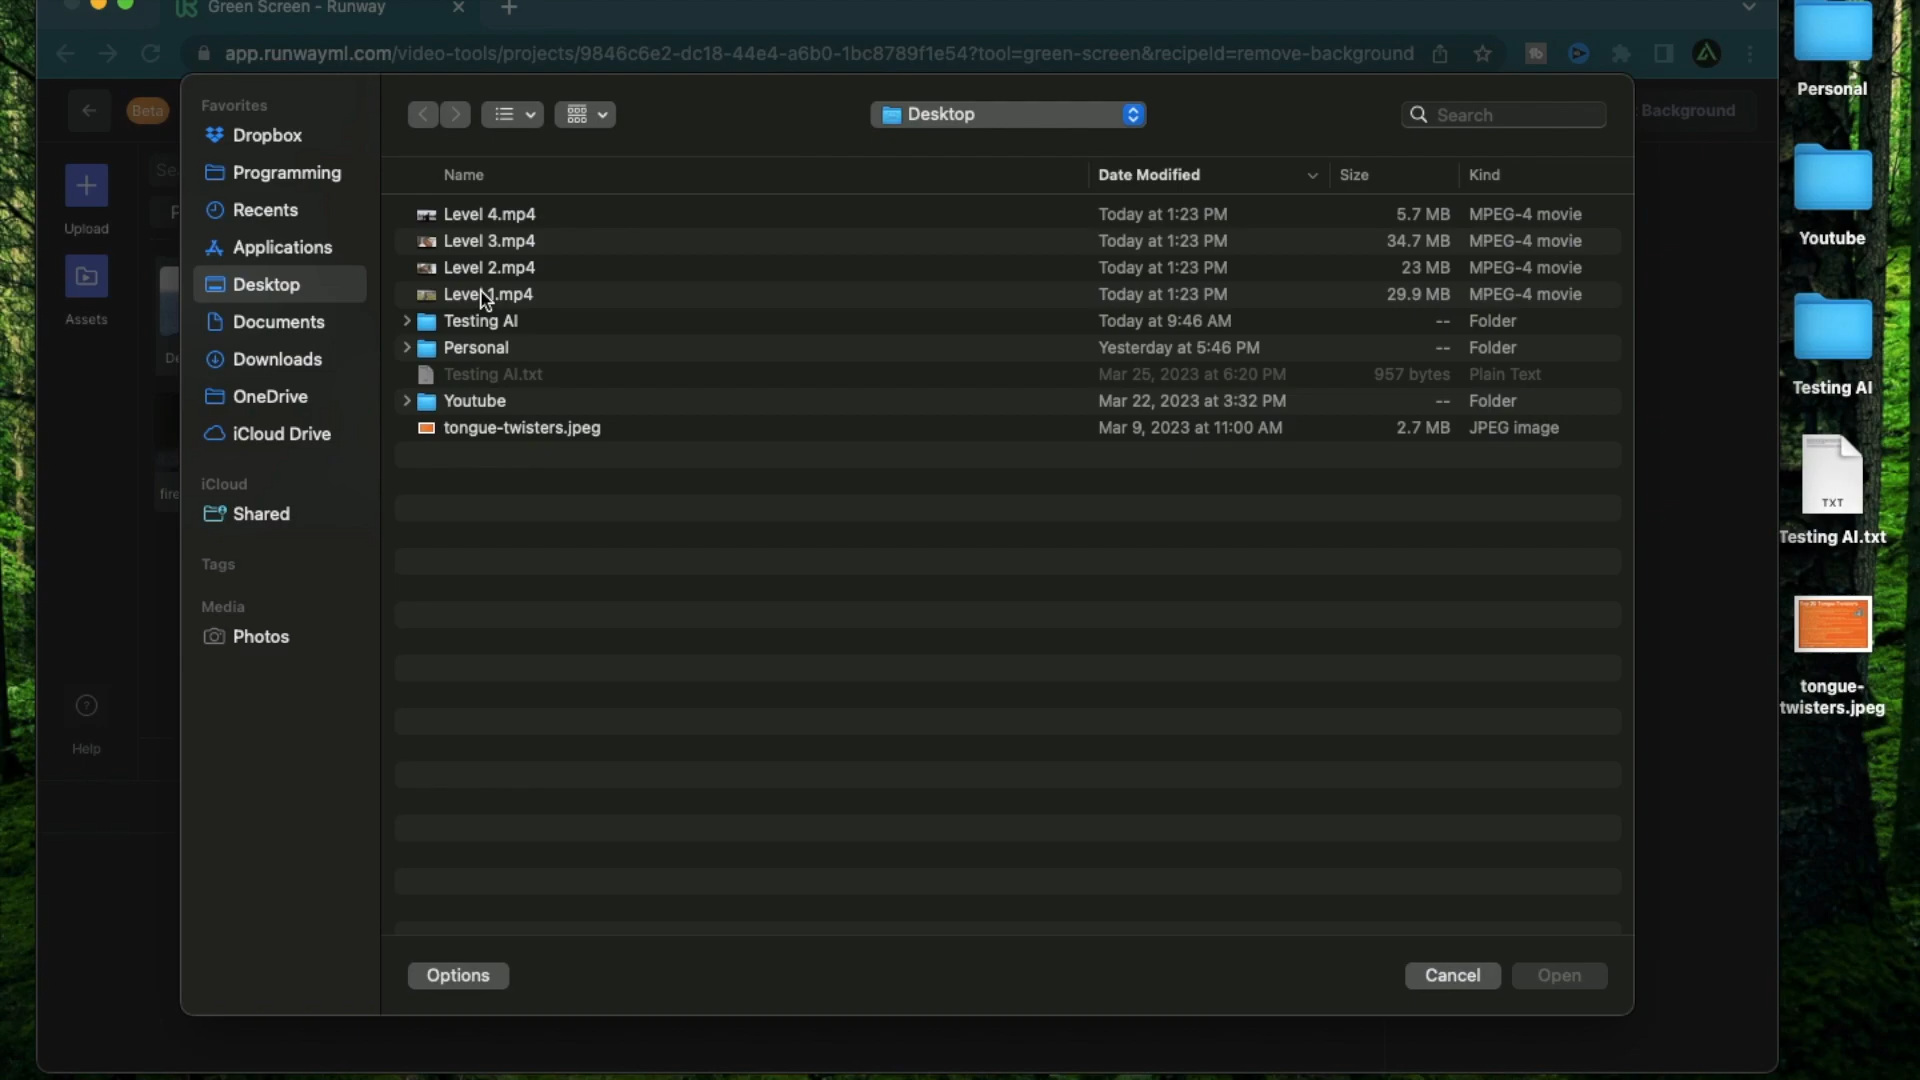 Green Screen - Runway
app.runwayml.com/video-tools/projects/9846c6e2-dc18-44e4-a6b0-1bc8789f1e54?tool=green-screen&recipeId=remove-background
Beta
Background
Upload
Assets
Help
fire
Favorites
Dropbox
Programming
Recents
Applications
Desktop
Documents
Downloads
OneDrive
iCloud Drive
iCloud
Shared
Tags
Media
Photos
Desktop
Search
Name Date Modified Size Kind
Level 4.mp4 Today at 1:23 PM 5.7 MB MPEG-4 movie
Level 3.mp4 Today at 1:23 PM 34.7 MB MPEG-4 movie
Level 2.mp4 Today at 1:23 PM 23 MB MPEG-4 movie
Level 1.mp4 Today at 1:23 PM 29.9 MB MPEG-4 movie
Testing AI Today at 9:46 AM -- Folder
Personal Yesterday at 5:46 PM -- Folder
Testing AI.txt Mar 25, 2023 at 6:20 PM 957 bytes Plain Text
Youtube Mar 22, 2023 at 3:32 PM -- Folder
tongue-twisters.jpeg Mar 9, 2023 at 11:00 AM 2.7 MB JPEG image
Options
Cancel
Open
Personal
Youtube
Testing AI
TXT
Testing AI.txt
tongue-
twisters.jpeg